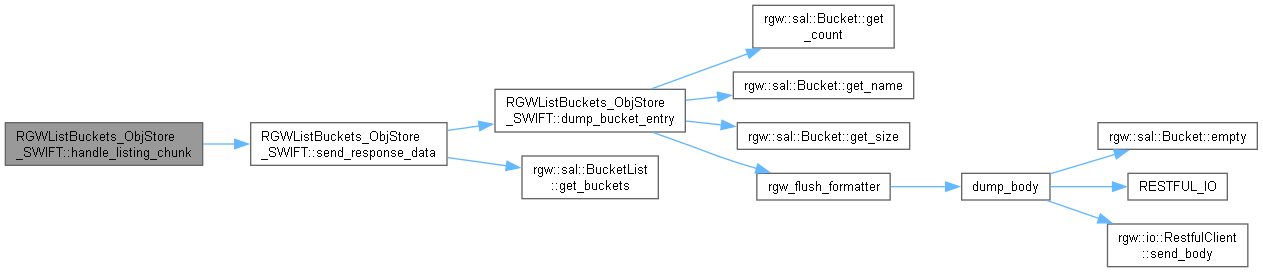 RGWListBuckets_ObjStore
_SWIFT::handle_listing_chunk
RGWListBuckets_ObjStore
_SWIFT::send_response_data
RGWListBuckets_ObjStore
_SWIFT::dump_bucket_entry
rgw::sal::BucketList
::get_buckets
rgw::sal::Bucket::get
_count
rgw::sal::Bucket::get_name
rgw::sal::Bucket::get_size
rgw_flush_formatter
dump_body
rgw::sal::Bucket::empty
RESTFUL_IO
rgw::io::RestfulClient
::send_body